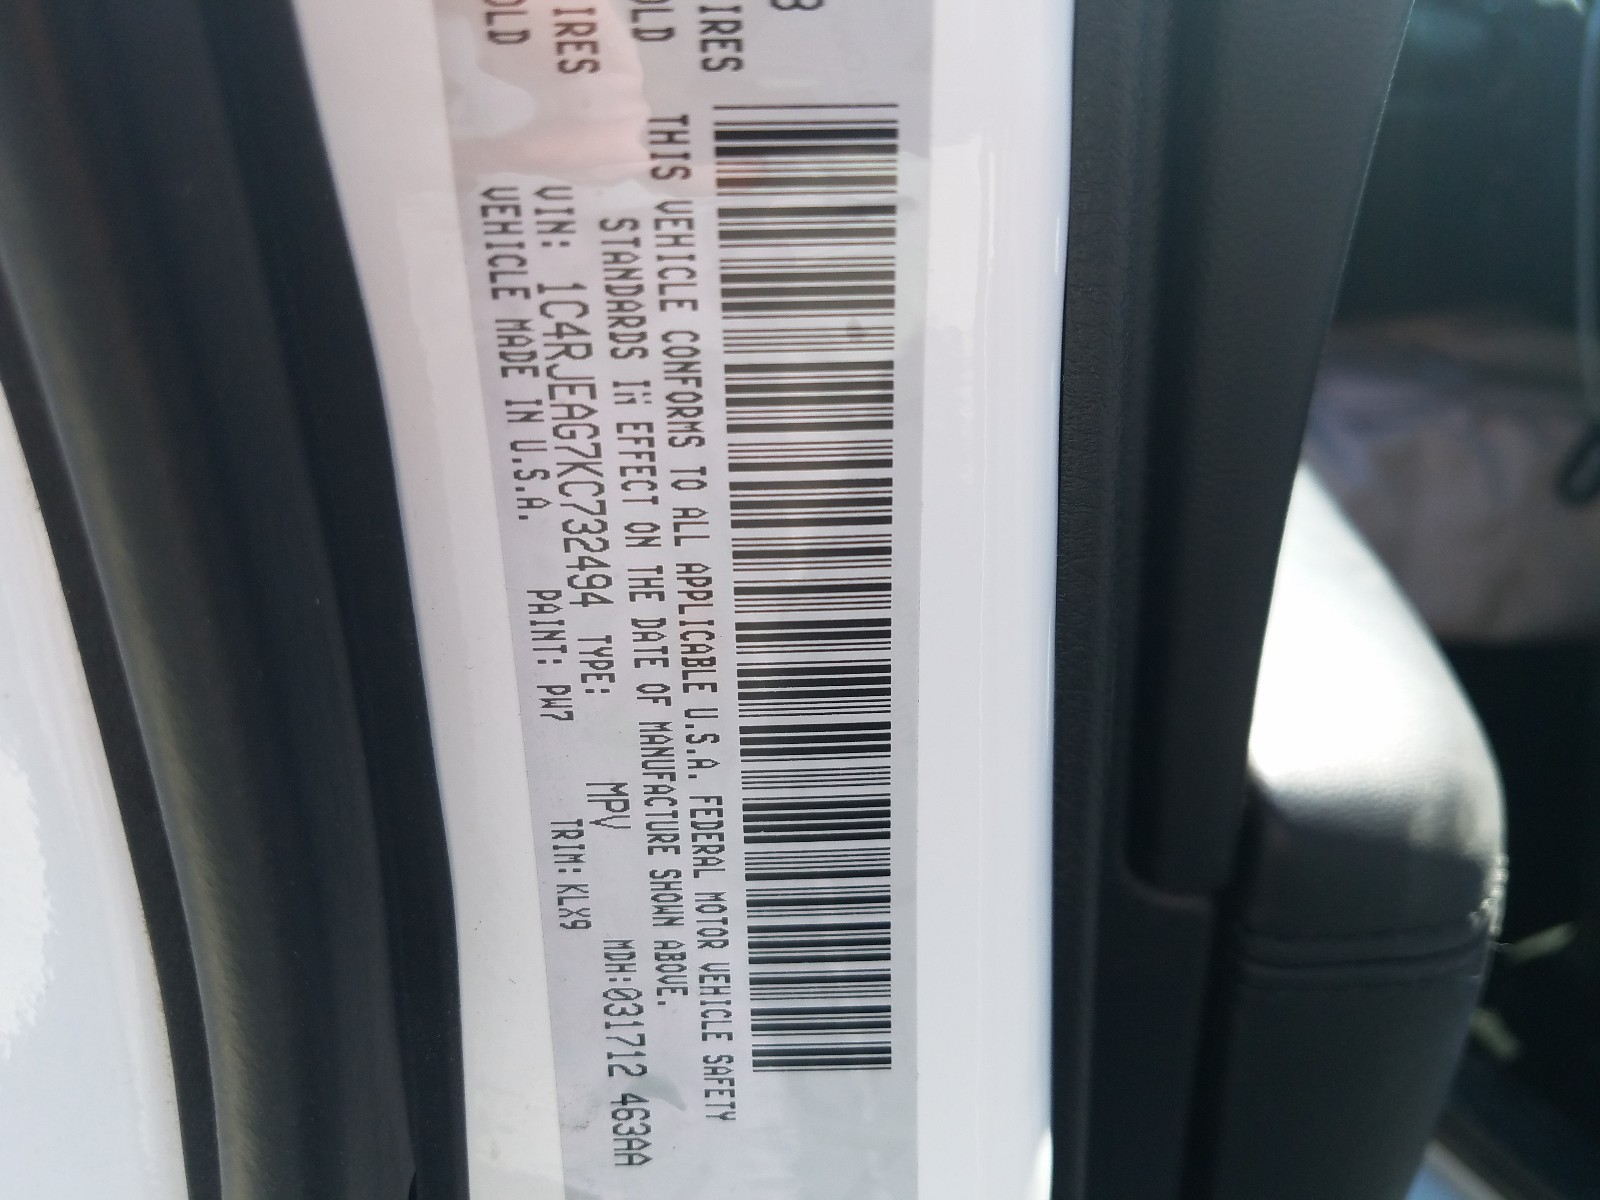 8
IRES
OLD
IRES
OLD
THIS VEHICLE CONFORMS TO ALL APPLICABLE U.S.A. FEDERAL MOTOR VEHICLE SAFETY
STANDARDS IN EFFECT ON THE DATE OF MANUFACTURE SHOWN ABOVE.
VIN: 1C4RJEAG7KC732494 TYPE: MPV MDH:031712 463AA
VEHICLE MADE IN U.S.A. PAINT: PW7 TRIM:KLX9